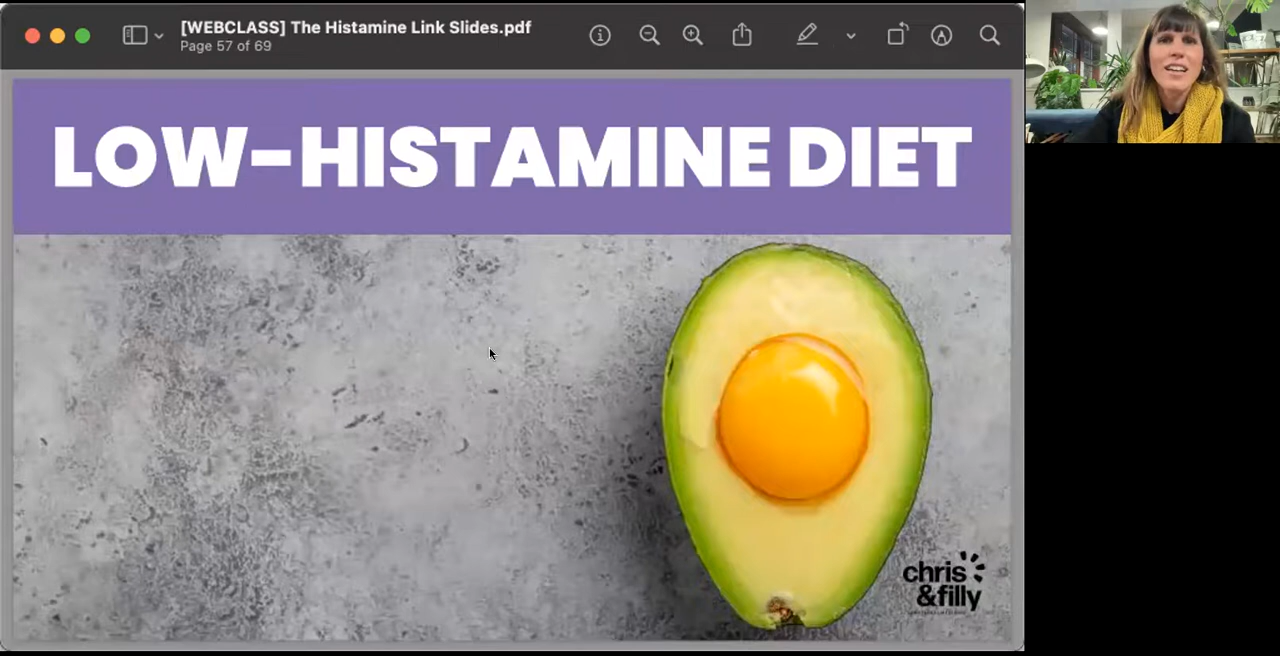 [WEBCLASS] The Histamine Link Slides.pdf
Page 57 of 69
LOW-HISTAMINE DIET
chris
&filly